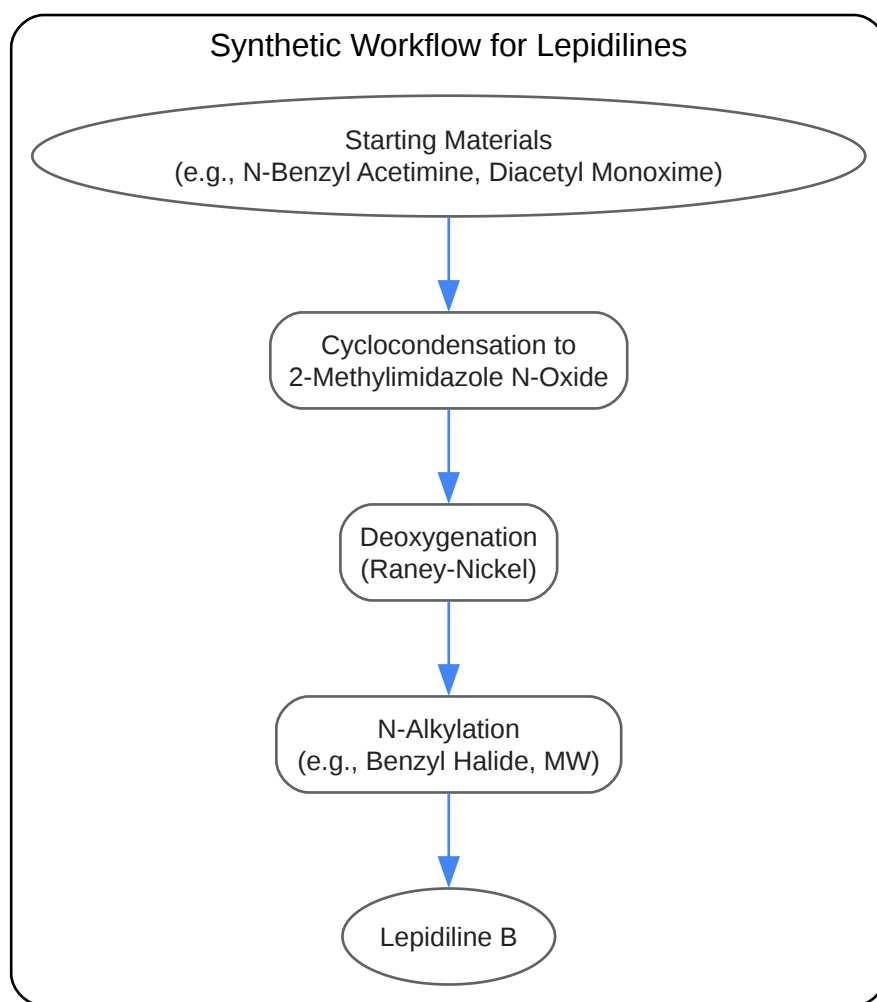 Synthetic Workflow for Lepidilines
Starting Materials
(e.g., N-Benzyl Acetimine, Diacetyl Monoxime)
Cyclocondensation to
2-Methylimidazole N-Oxide
Deoxygenation
(Raney-Nickel)
N-Alkylation
(e.g., Benzyl Halide, MW)
Lepidiline B